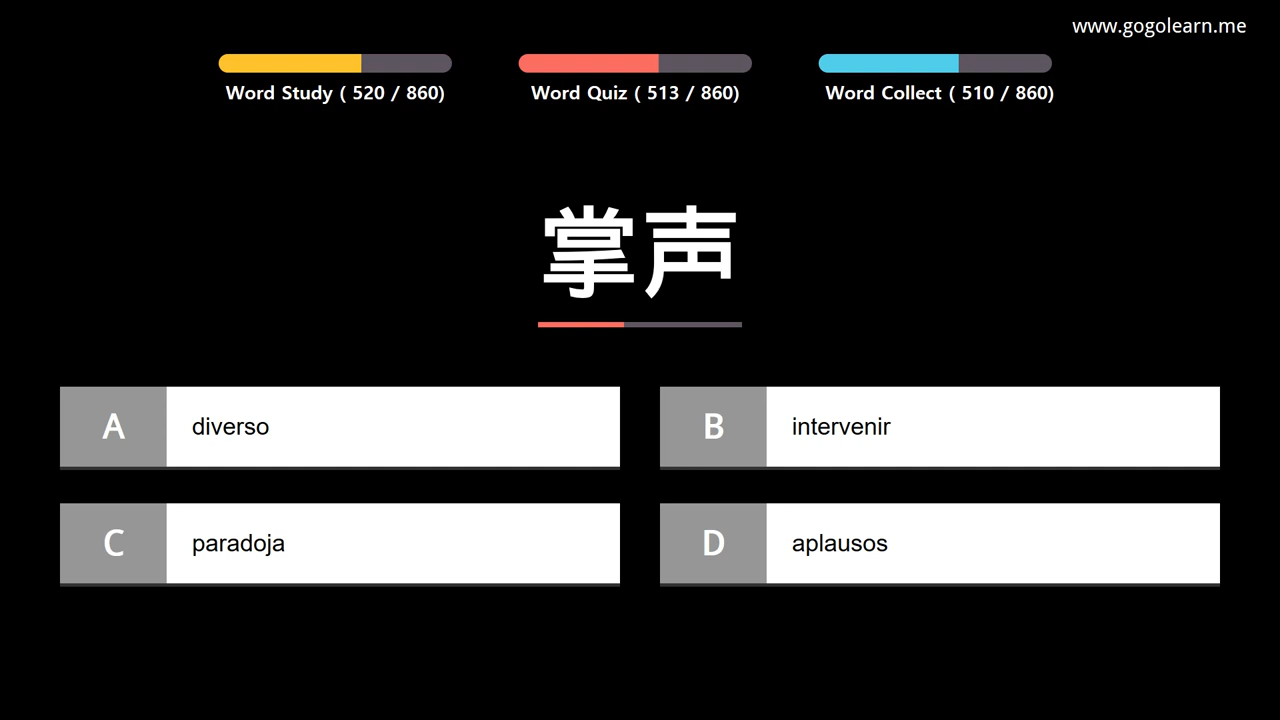 www.gogolearn.me
Word Study ( 520 / 860)
Word Quiz ( 513 / 860)
Word Collect ( 510 / 860)
掌声
A
diverso
B
intervenir
C
paradoja
D
aplausos